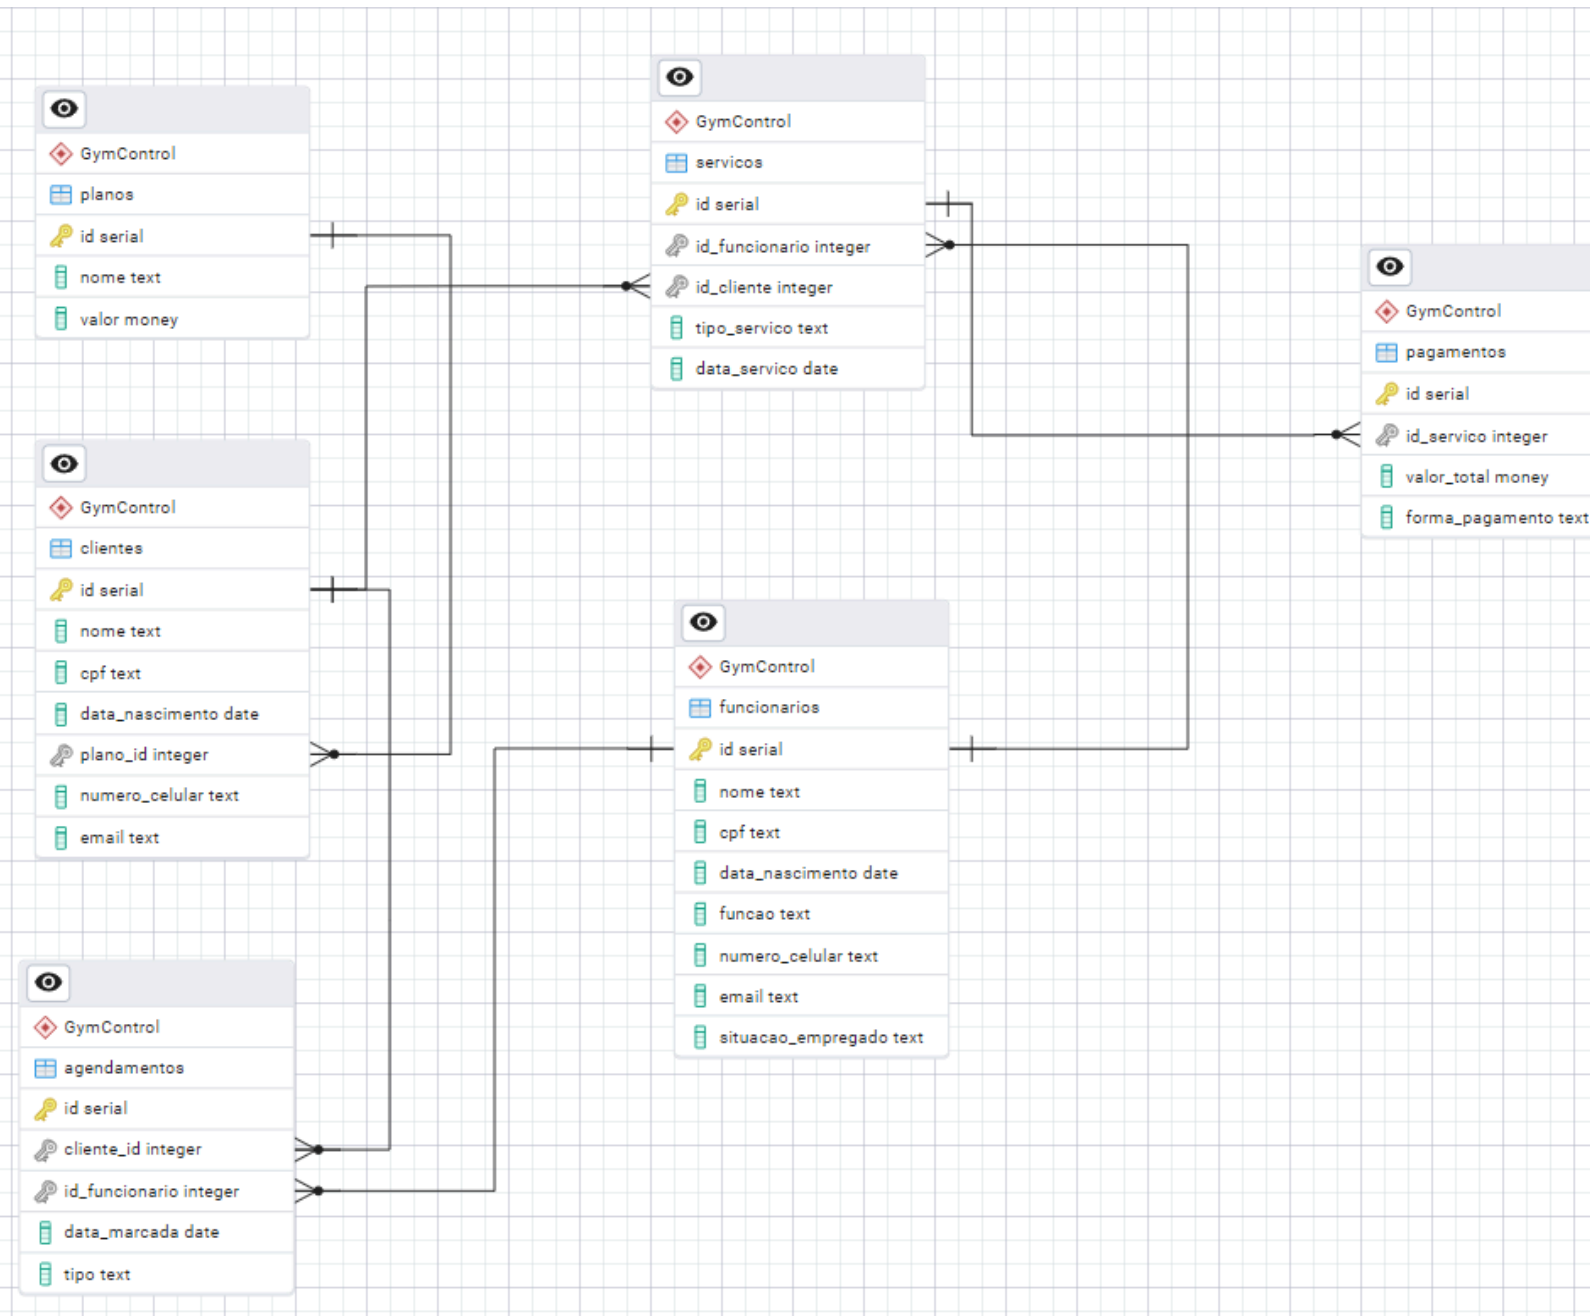 GymControl
planos
id serial
nome text
valor money
GymControl
servicos
id serial
id_funcionario integer
id_cliente integer
tipo_servico text
data_servico date
GymControl
pagamentos
id serial
id_servico integer
valor_total money
forma_pagamento text
GymControl
clientes
id serial
nome text
cpf text
data_nascimento date
plano_id integer
numero_celular text
email text
GymControl
funcionarios
id serial
nome text
cpf text
data_nascimento date
funcao text
numero_celular text
email text
situacao_empregado text
GymControl
agendamentos
id serial
cliente_id integer
id_funcionario integer
data_marcada date
tipo text